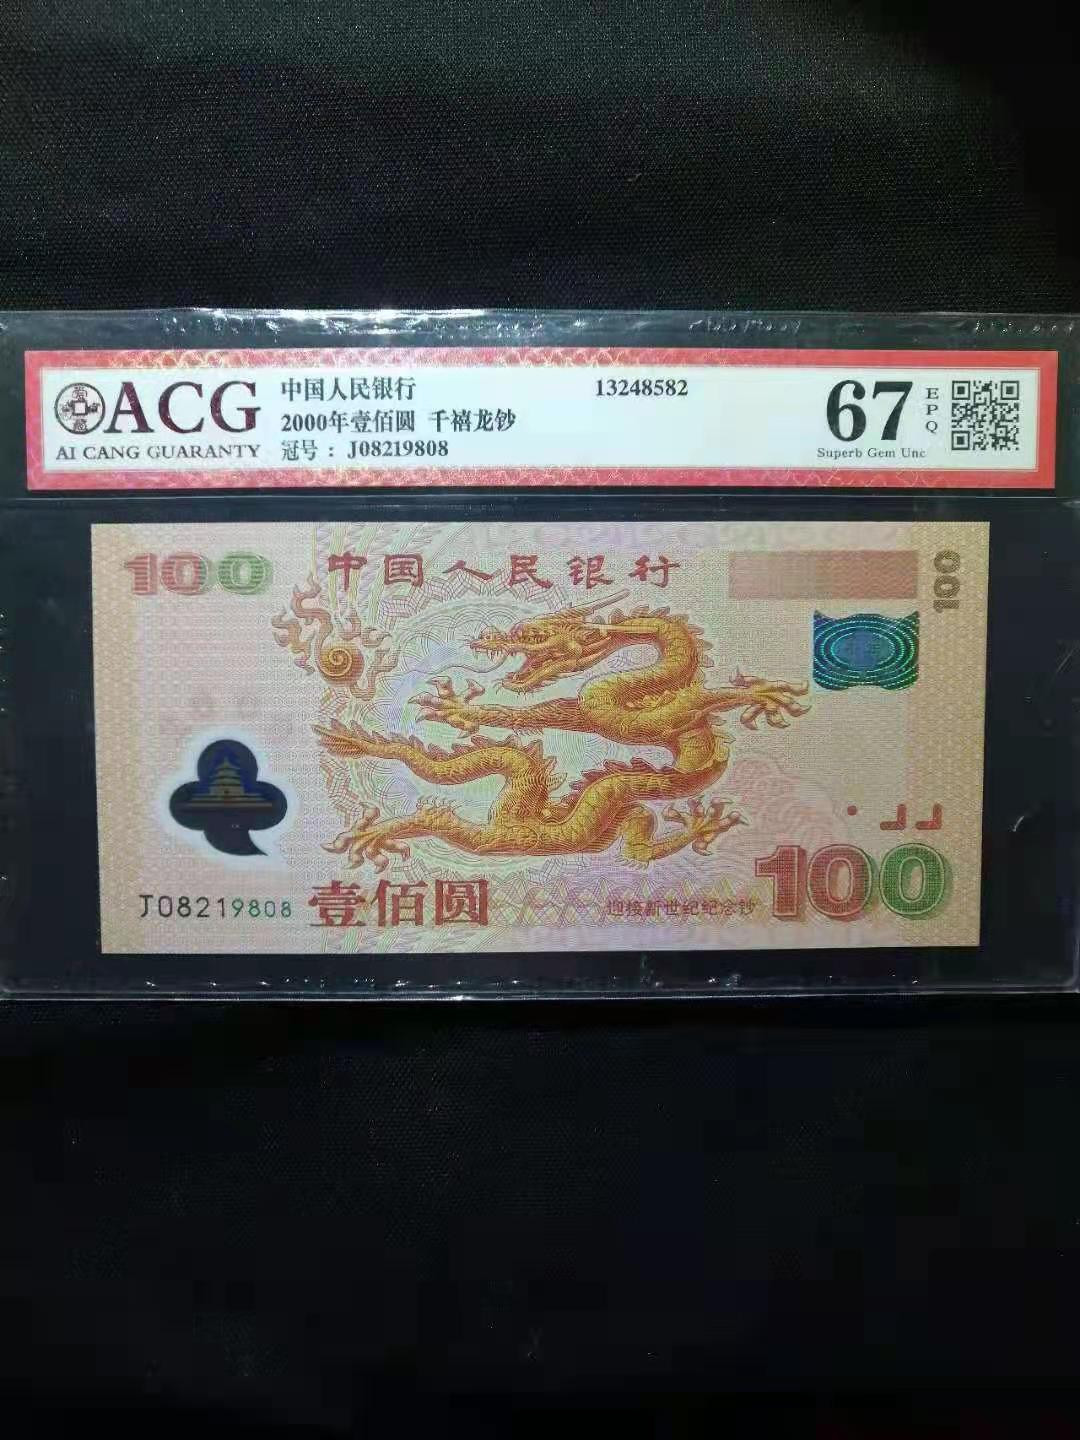 ACG
AI CANG GUARANTY
中国人民银行
2000年壹佰圆 千禧龙钞
冠号：J08219808
13248582
67
EPQ
Superb Gem Unc
100
中国人民银行
100
J08219808
壹佰圆
迎接新世纪纪念钞
100